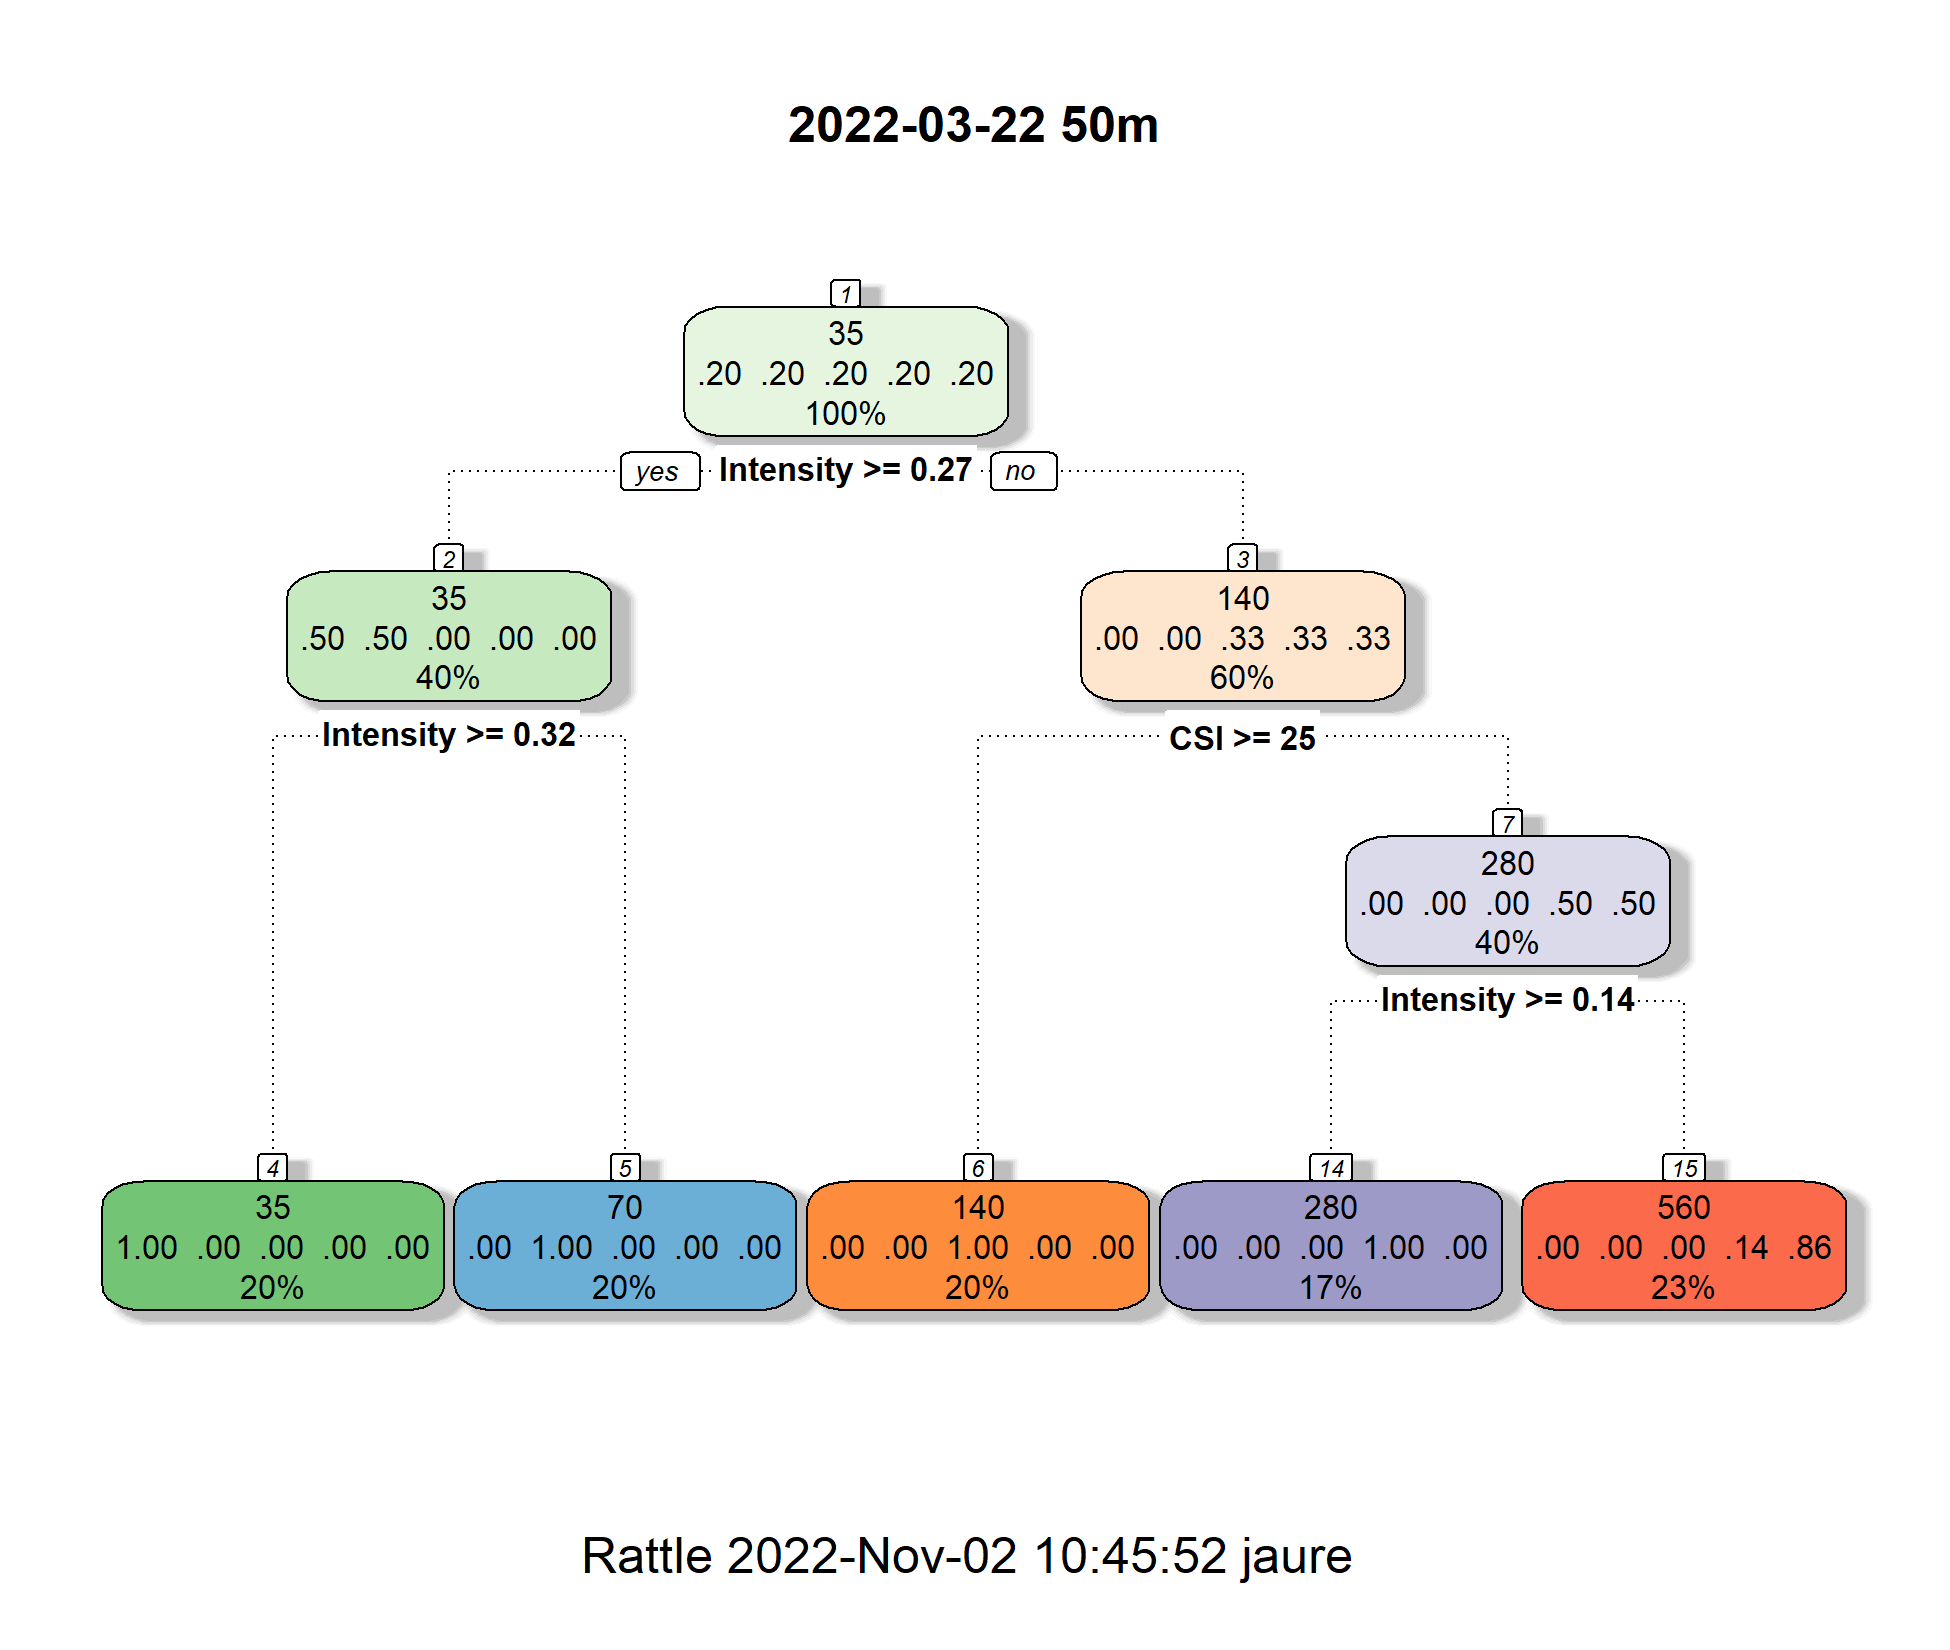 2022-03-22 50m
1
35
.20 .20 .20 .20 .20
100%
yes Intensity >= 0.27 no
2
35
.50 .50 .00 .00 .00
40%
3
140
.00 .00 .33 .33 .33
60%
Intensity >= 0.32
CSI >= 25
7
280
.00 .00 .00 .50 .50
40%
Intensity >= 0.14
4
35
1.00 .00 .00 .00 .00
20%
5
70
.00 1.00 .00 .00 .00
20%
6
140
.00 .00 1.00 .00 .00
20%
14
280
.00 .00 .00 1.00 .00
17%
15
560
.00 .00 .00 .14 .86
23%
Rattle 2022-Nov-02 10:45:52 jaure